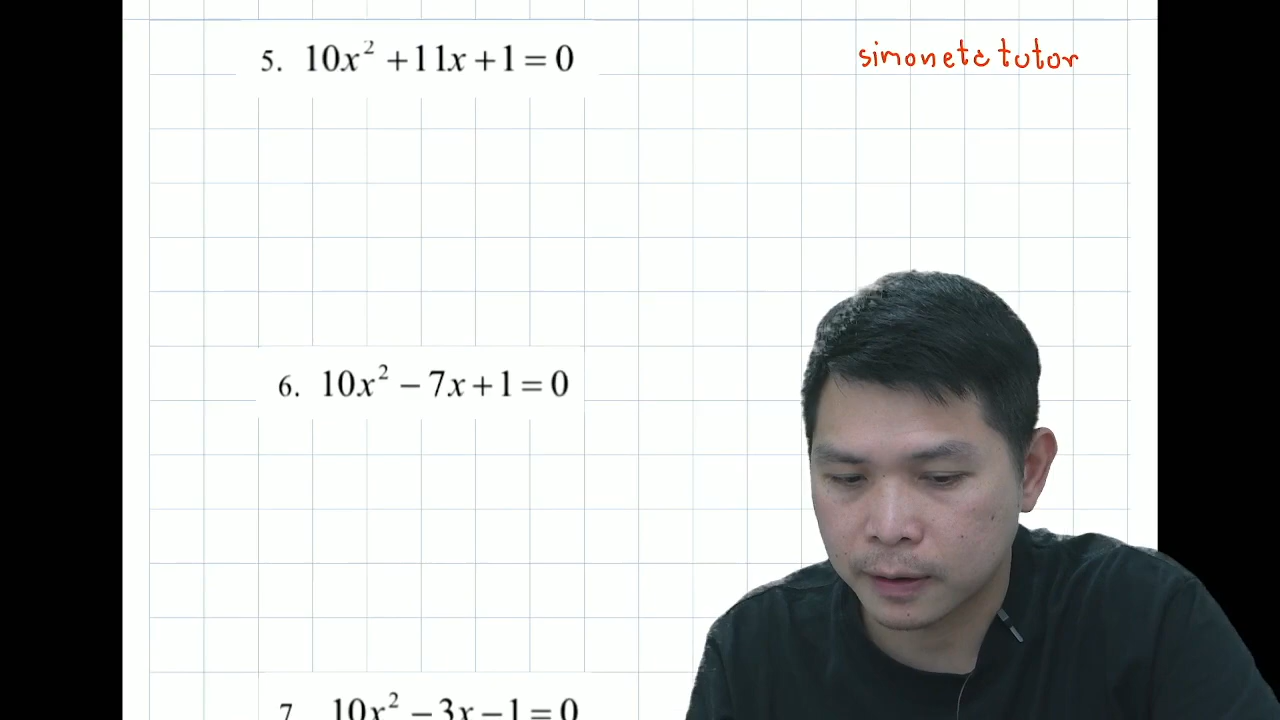 5. 10x² + 11x + 1 = 0
simonetc tutor
6. 10x² − 7x + 1 = 0
7 10x² − 3x − 1 = 0